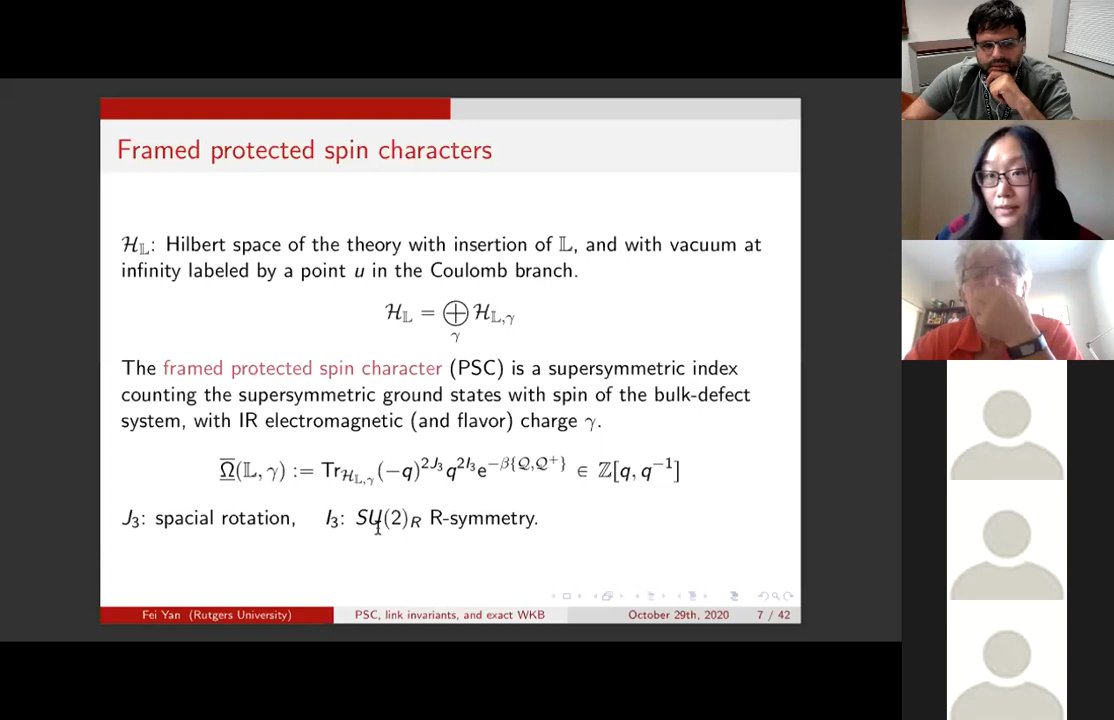 Framed protected spin characters
ℋ_𝕃: Hilbert space of the theory with insertion of 𝕃, and with vacuum at
infinity labeled by a point u in the Coulomb branch.
ℋ_𝕃 = ⊕_γ ℋ_{𝕃,γ}
The framed protected spin character (PSC) is a supersymmetric index
counting the supersymmetric ground states with spin of the bulk-defect
system, with IR electromagnetic (and flavor) charge γ.
\underline{\overline{Ω}}(𝕃, γ) := Tr_{ℋ_{𝕃,γ}}(−q)^{2J_3} q^{2I_3} e^{−β{𝒬,𝒬^+}} ∈ ℤ[q, q^{−1}]
J_3: spacial rotation, I_3: SU(2)_R R-symmetry.
Fei Yan (Rutgers University) PSC, link invariants, and exact WKB October 29th, 2020 7 / 42